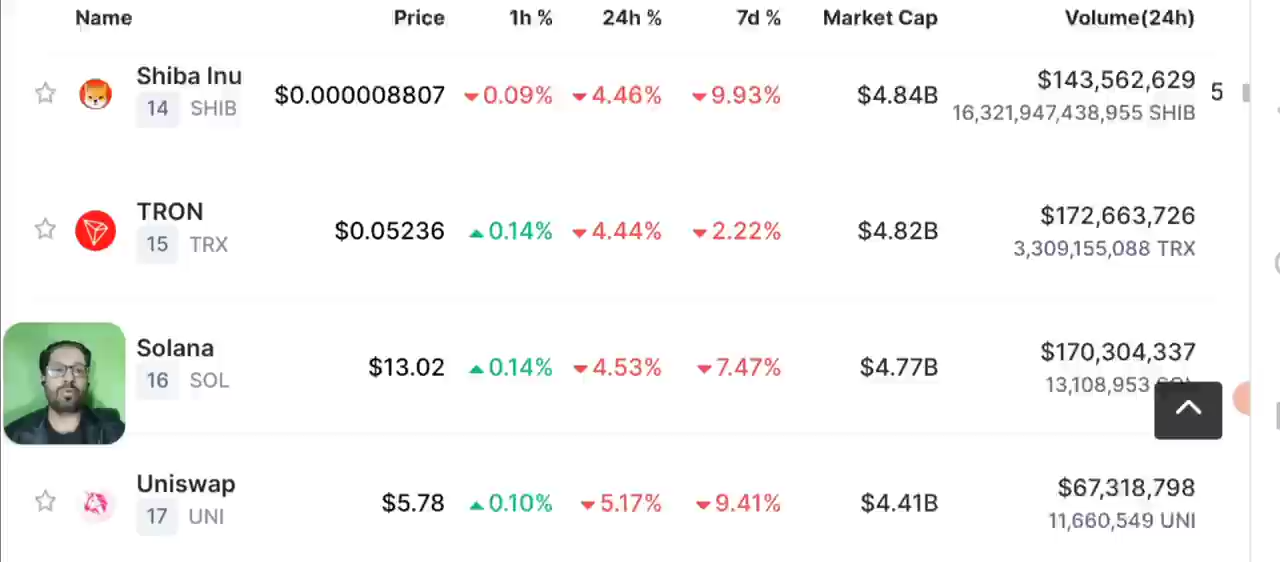 Name Price 1h % 24h % 7d % Market Cap Volume(24h)
Shiba Inu
14 SHIB
$0.000008807 0.09% 4.46% 9.93% $4.84B
$143,562,629
16,321,947,438,955 SHIB
5
TRON
15 TRX
$0.05236 0.14% 4.44% 2.22% $4.82B
$172,663,726
3,309,155,088 TRX
Solana
16 SOL
$13.02 0.14% 4.53% 7.47% $4.77B
$170,304,337
13,108,953
Uniswap
17 UNI
$5.78 0.10% 5.17% 9.41% $4.41B
$67,318,798
11,660,549 UNI